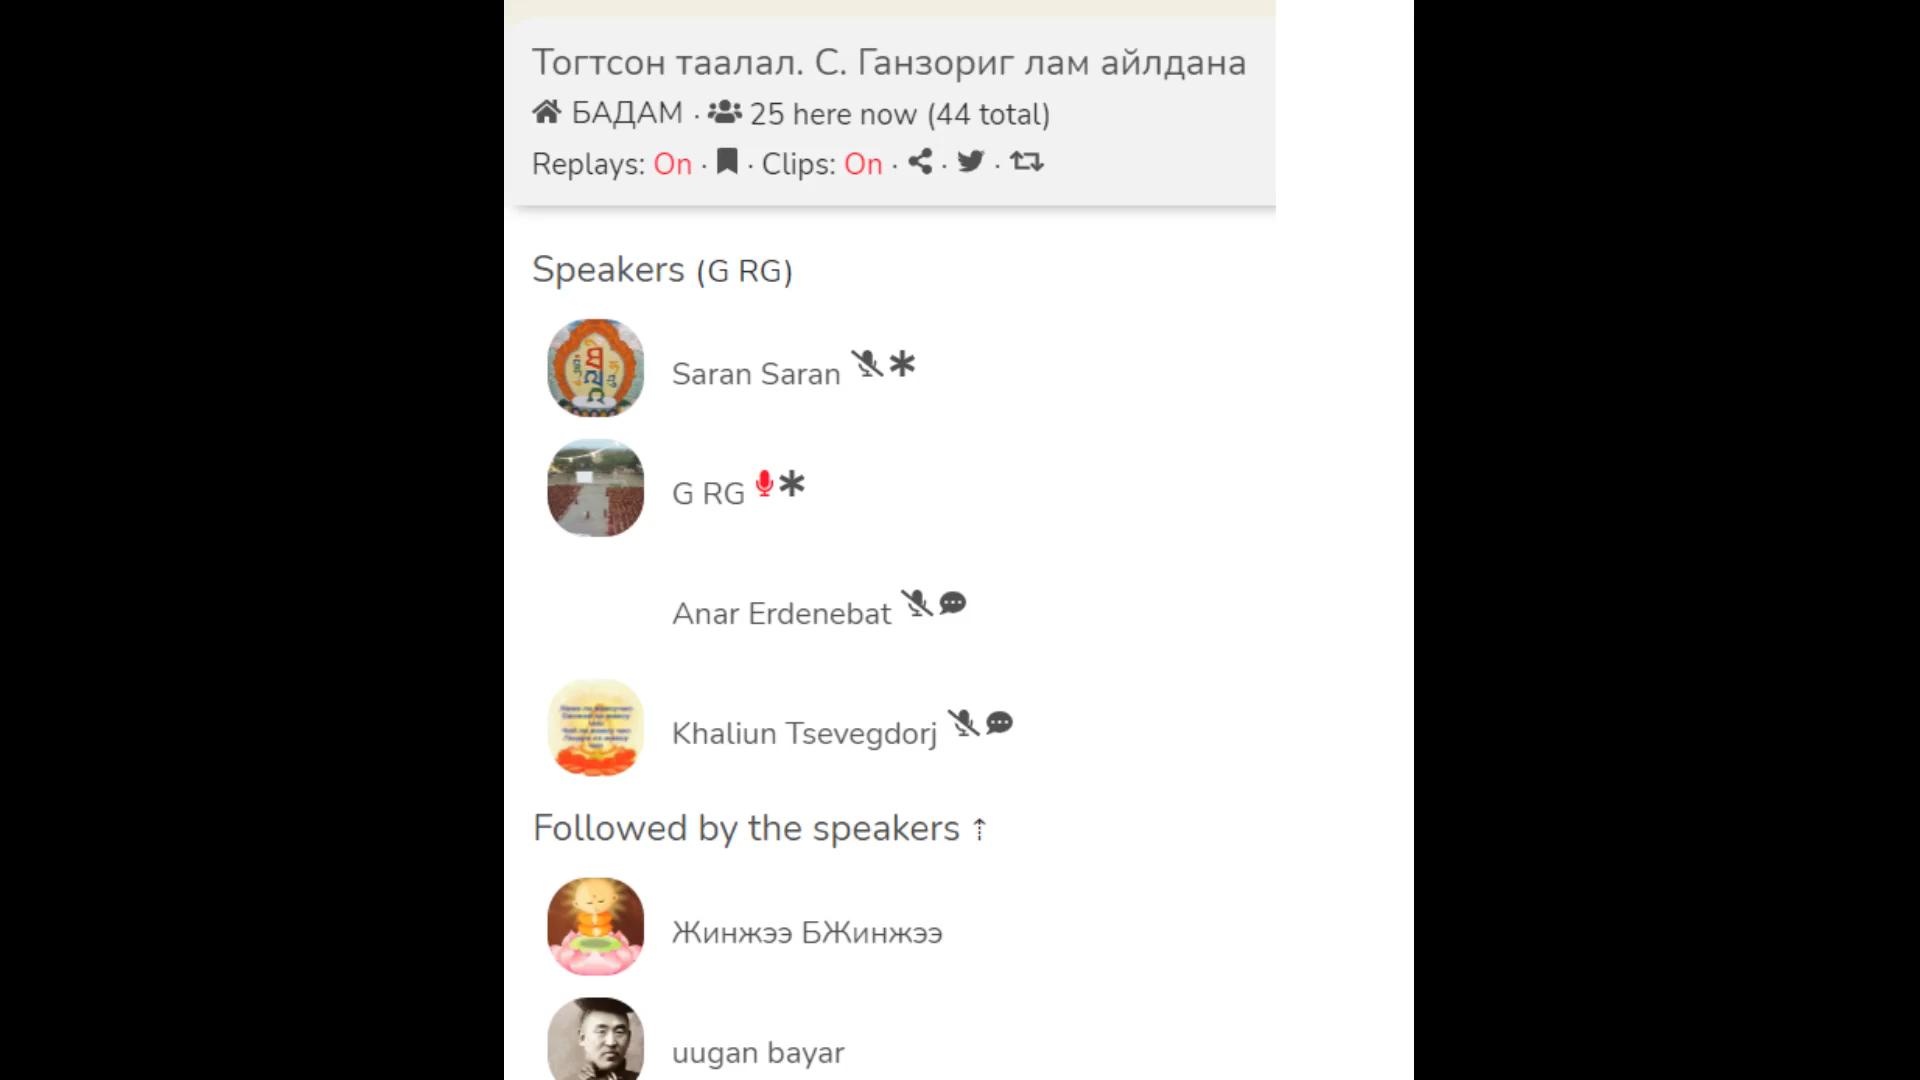 Тогтсон таалал. С. Ганзориг лам айлдана
БАДАМ · 25 here now (44 total)
Replays: On · · Clips: On · · ·
Speakers (G RG)
Saran Saran
G RG
Anar Erdenebat
Khaliun Tsevegdorj
Followed by the speakers ⇡
Жинжээ БЖинжээ
uugan bayar